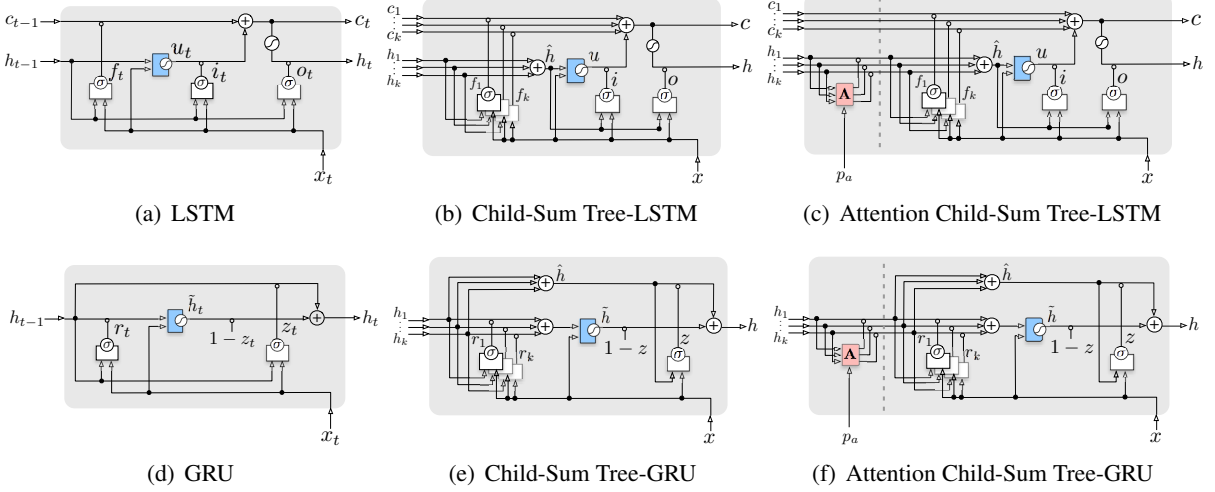 c_{t-1} c_t
h_{t-1} u_t h_t
f_t i_t o_t
σ σ σ
x_t
(a) LSTM
c_1 c
⋮
c_k
h_1 ĥ u h
⋮
h_k
f_1 f_k i o
σ σ σ
x
(b) Child-Sum Tree-LSTM
c_1 c
⋮
c_k
h_1 ĥ u h
⋮
h_k
A f_1 f_k i o
σ σ σ
p_a x
(c) Attention Child-Sum Tree-LSTM
h_{t-1} h̃_t h_t
r_t 1 − z_t z_t
σ σ
x_t
(d) GRU
ĥ
h_1 h̃ h
⋮
h_k
r_1 r_k 1 − z z
σ σ
x
(e) Child-Sum Tree-GRU
ĥ
h_1 h̃ h
⋮
h_k
A r_1 r_k 1 − z z
σ σ
p_a x
(f) Attention Child-Sum Tree-GRU